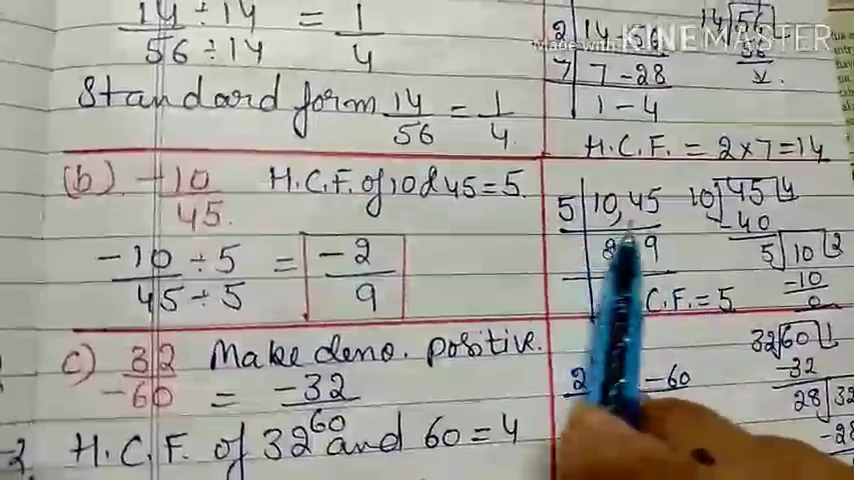 14 ÷ 14 = 1
56 ÷ 14 4
Standard form 14 = 1
56 4
2 14 - 56
7 7 - 28
1 - 4
14 56
H.C.F. = 2 × 7 = 14
Made with KINEMASTER
(b) -10 H.C.F. of 10 & 45 = 5
45.
-10 ÷ 5 = -2
45 ÷ 5 9
5 10, 45
9
C.F. = 5
10 45 4
-40
5 10 2
-10
0
c) 32 Make deno. positive.
-60 = -32
60
H.C.F. of 32 and 60 = 4
2 -60
32 60 1
-32
28 32
-28